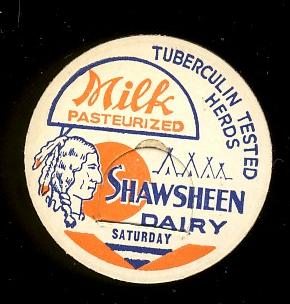 Milk
PASTEURIZED
TUBERCULIN TESTED
HERDS
SHAWSHEEN
DAIRY
SATURDAY